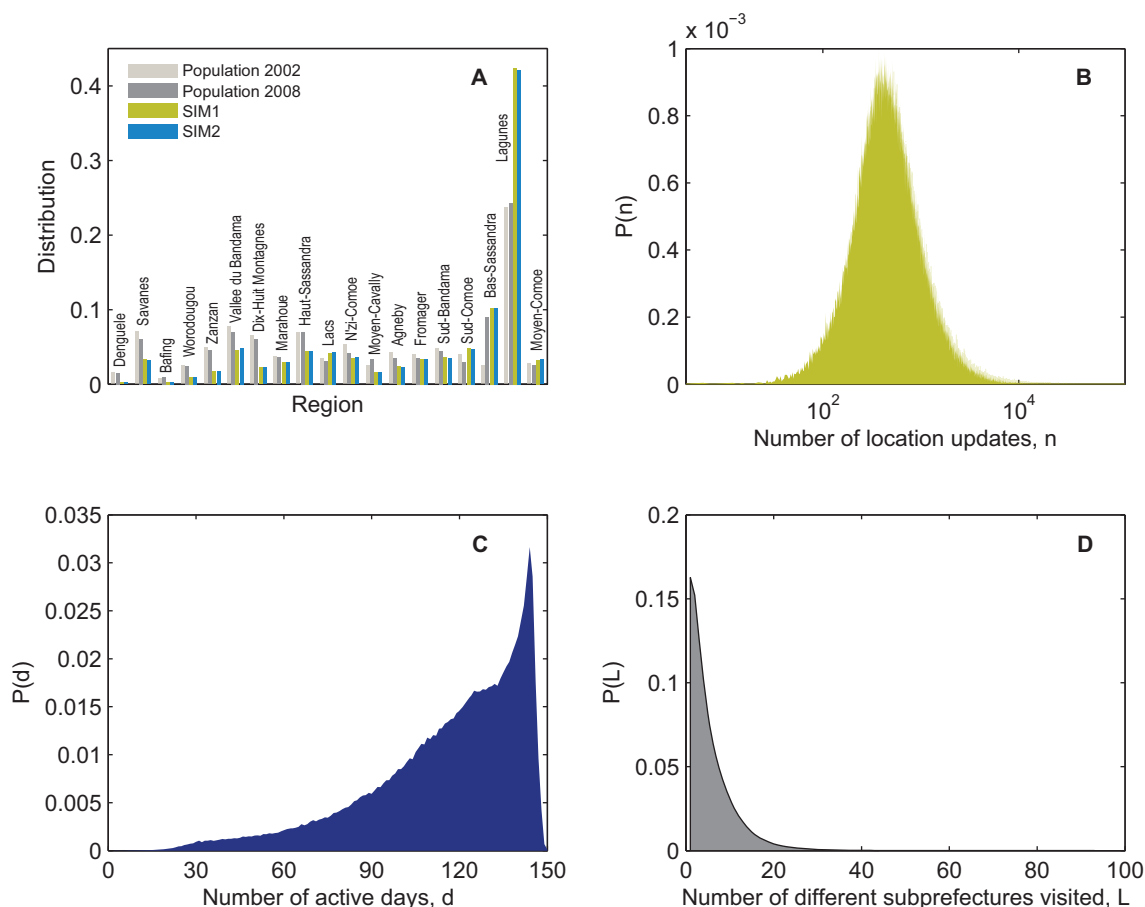 A
Population 2002
Population 2008
SIM1
SIM2
Distribution
0.4
0.3
0.2
0.1
0
Denguele
Savanes
Bafing
Worodougou
Zanzan
Vallee du Bandama
Dix-Huit Montagnes
Marahoue
Haut-Sassandra
Lacs
N'zi-Comoe
Moyen-Cavally
Agneby
Fromager
Sud-Bandama
Sud-Comoe
Bas-Sassandra
Lagunes
Moyen-Comoe
Region
B
x 10⁻³
1
0.8
0.6
0.4
0.2
0
P(n)
10² 10⁴
Number of location updates, n
C
0.035
0.03
0.025
0.02
0.015
0.01
0.005
0
P(d)
0 30 60 90 120 150
Number of active days, d
D
0.2
0.15
0.1
0.05
0
P(L)
0 20 40 60 80 100
Number of different subprefectures visited, L